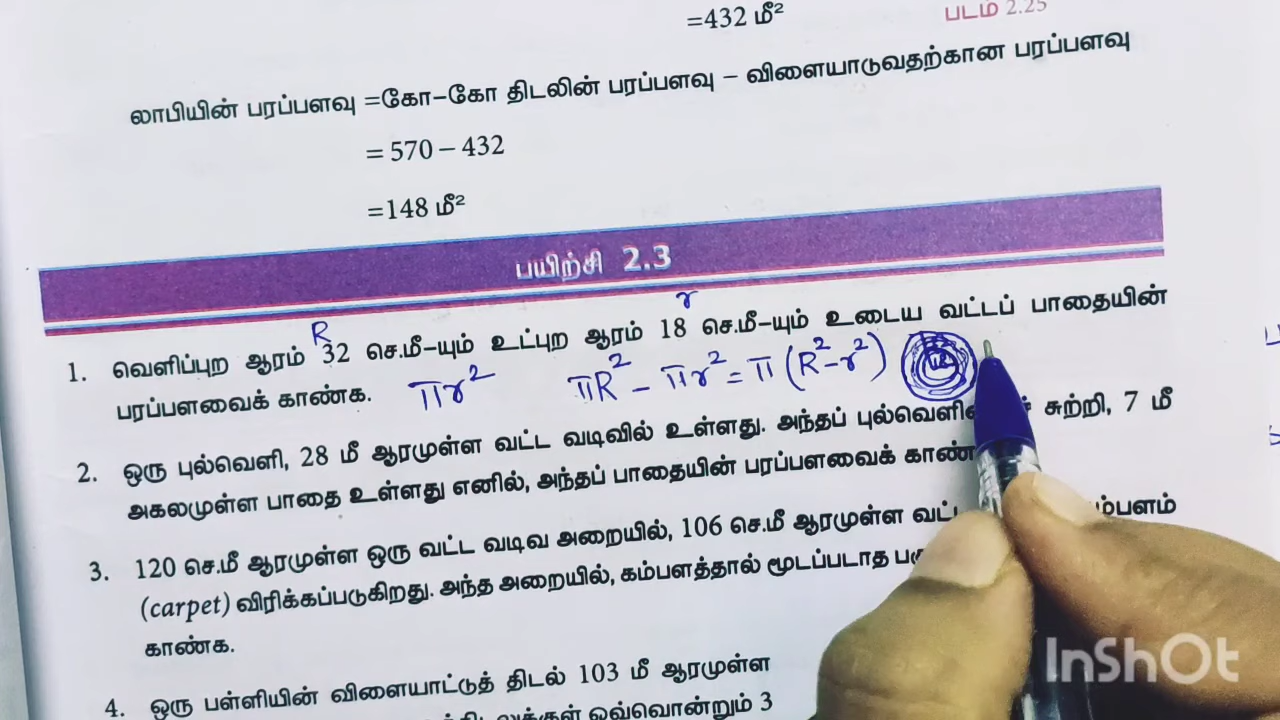 =432 மீ²
படம் 2.25
லாபியின் பரப்பளவு =கோ-கோ திடலின் பரப்பளவு – விளையாடுவதற்கான பரப்பளவு
= 570 – 432
=148 மீ²
பயிற்சி 2.3
R r
1. வெளிப்புற ஆரம் 32 செ.மீ-யும் உட்புற ஆரம் 18 செ.மீ-யும் உடைய வட்டப் பாதையின்
பரப்பளவைக் காண்க. πr² πR² – πr² = π(R²-r²)
2. ஒரு புல்வெளி, 28 மீ ஆரமுள்ள வட்ட வடிவில் உள்ளது. அந்தப் சுற்றி, 7 மீ
அகலமுள்ள பாதை உள்ளது எனில், அந்தப் பாதையின் பரப்பளவைக்
3. 120 செ.மீ ஆரமுள்ள ஒரு வட்ட வடிவ அறையில், 106 செ.மீ ஆரமுள்ள
(carpet) விரிக்கப்படுகிறது. அந்த அறையில், கம்பளத்தால் மூடப்படாத
காண்க.
4. ஒரு பள்ளியின் விளையாட்டுத் திடல் 103 மீ ஆரமுள்ள
ஒவ்வொன்றும் 3
InShOt